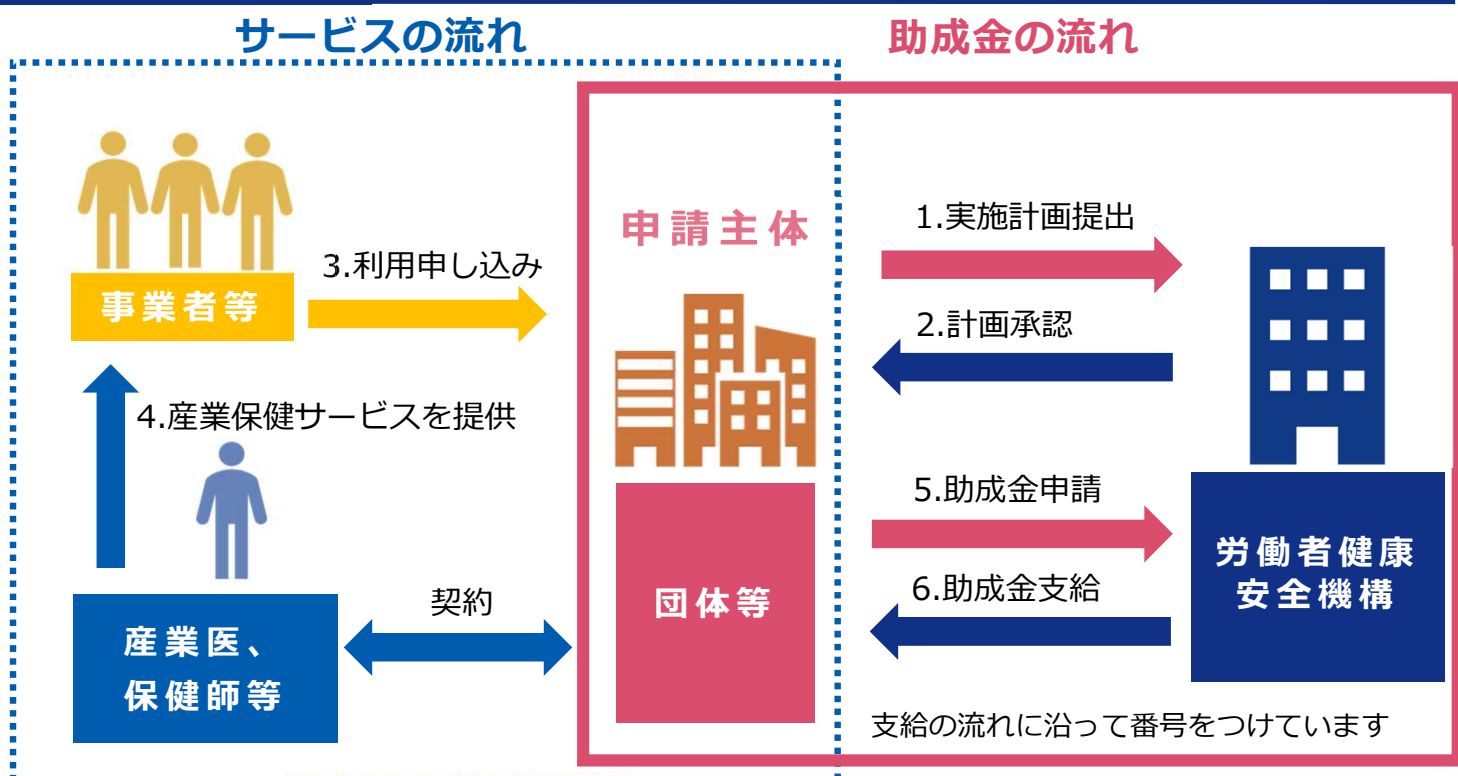 サービスの流れ
助成金の流れ
申請主体
1.実施計画提出
3.利用申し込み
事業者等
2.計画承認
4.産業保健サービスを提供
5.助成金申請
労働者健康
安全機構
契約
団体等
6.助成金支給
産業医、
保健師等
支給の流れに沿って番号をつけています